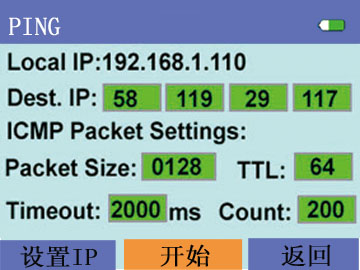 PING
Local IP:192.168.1.110
Dest. IP: 58 119 29 117
ICMP Packet Settings:
Packet Size: 0128 TTL: 64
Timeout: 2000 ms Count: 200
设置IP 开始 返回